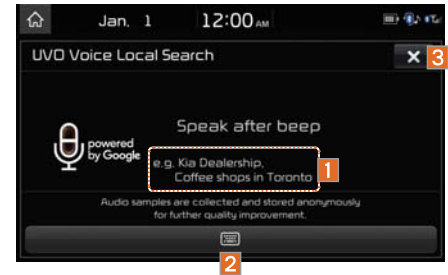 Jan. 1 12:00 AM
UVO Voice Local Search
3
Speak after beep
powered
by Google
e.g. Kia Dealership,
Coffee shops in Toronto
1
Audio samples are collected and stored anonymously
for further quality improvement.
2